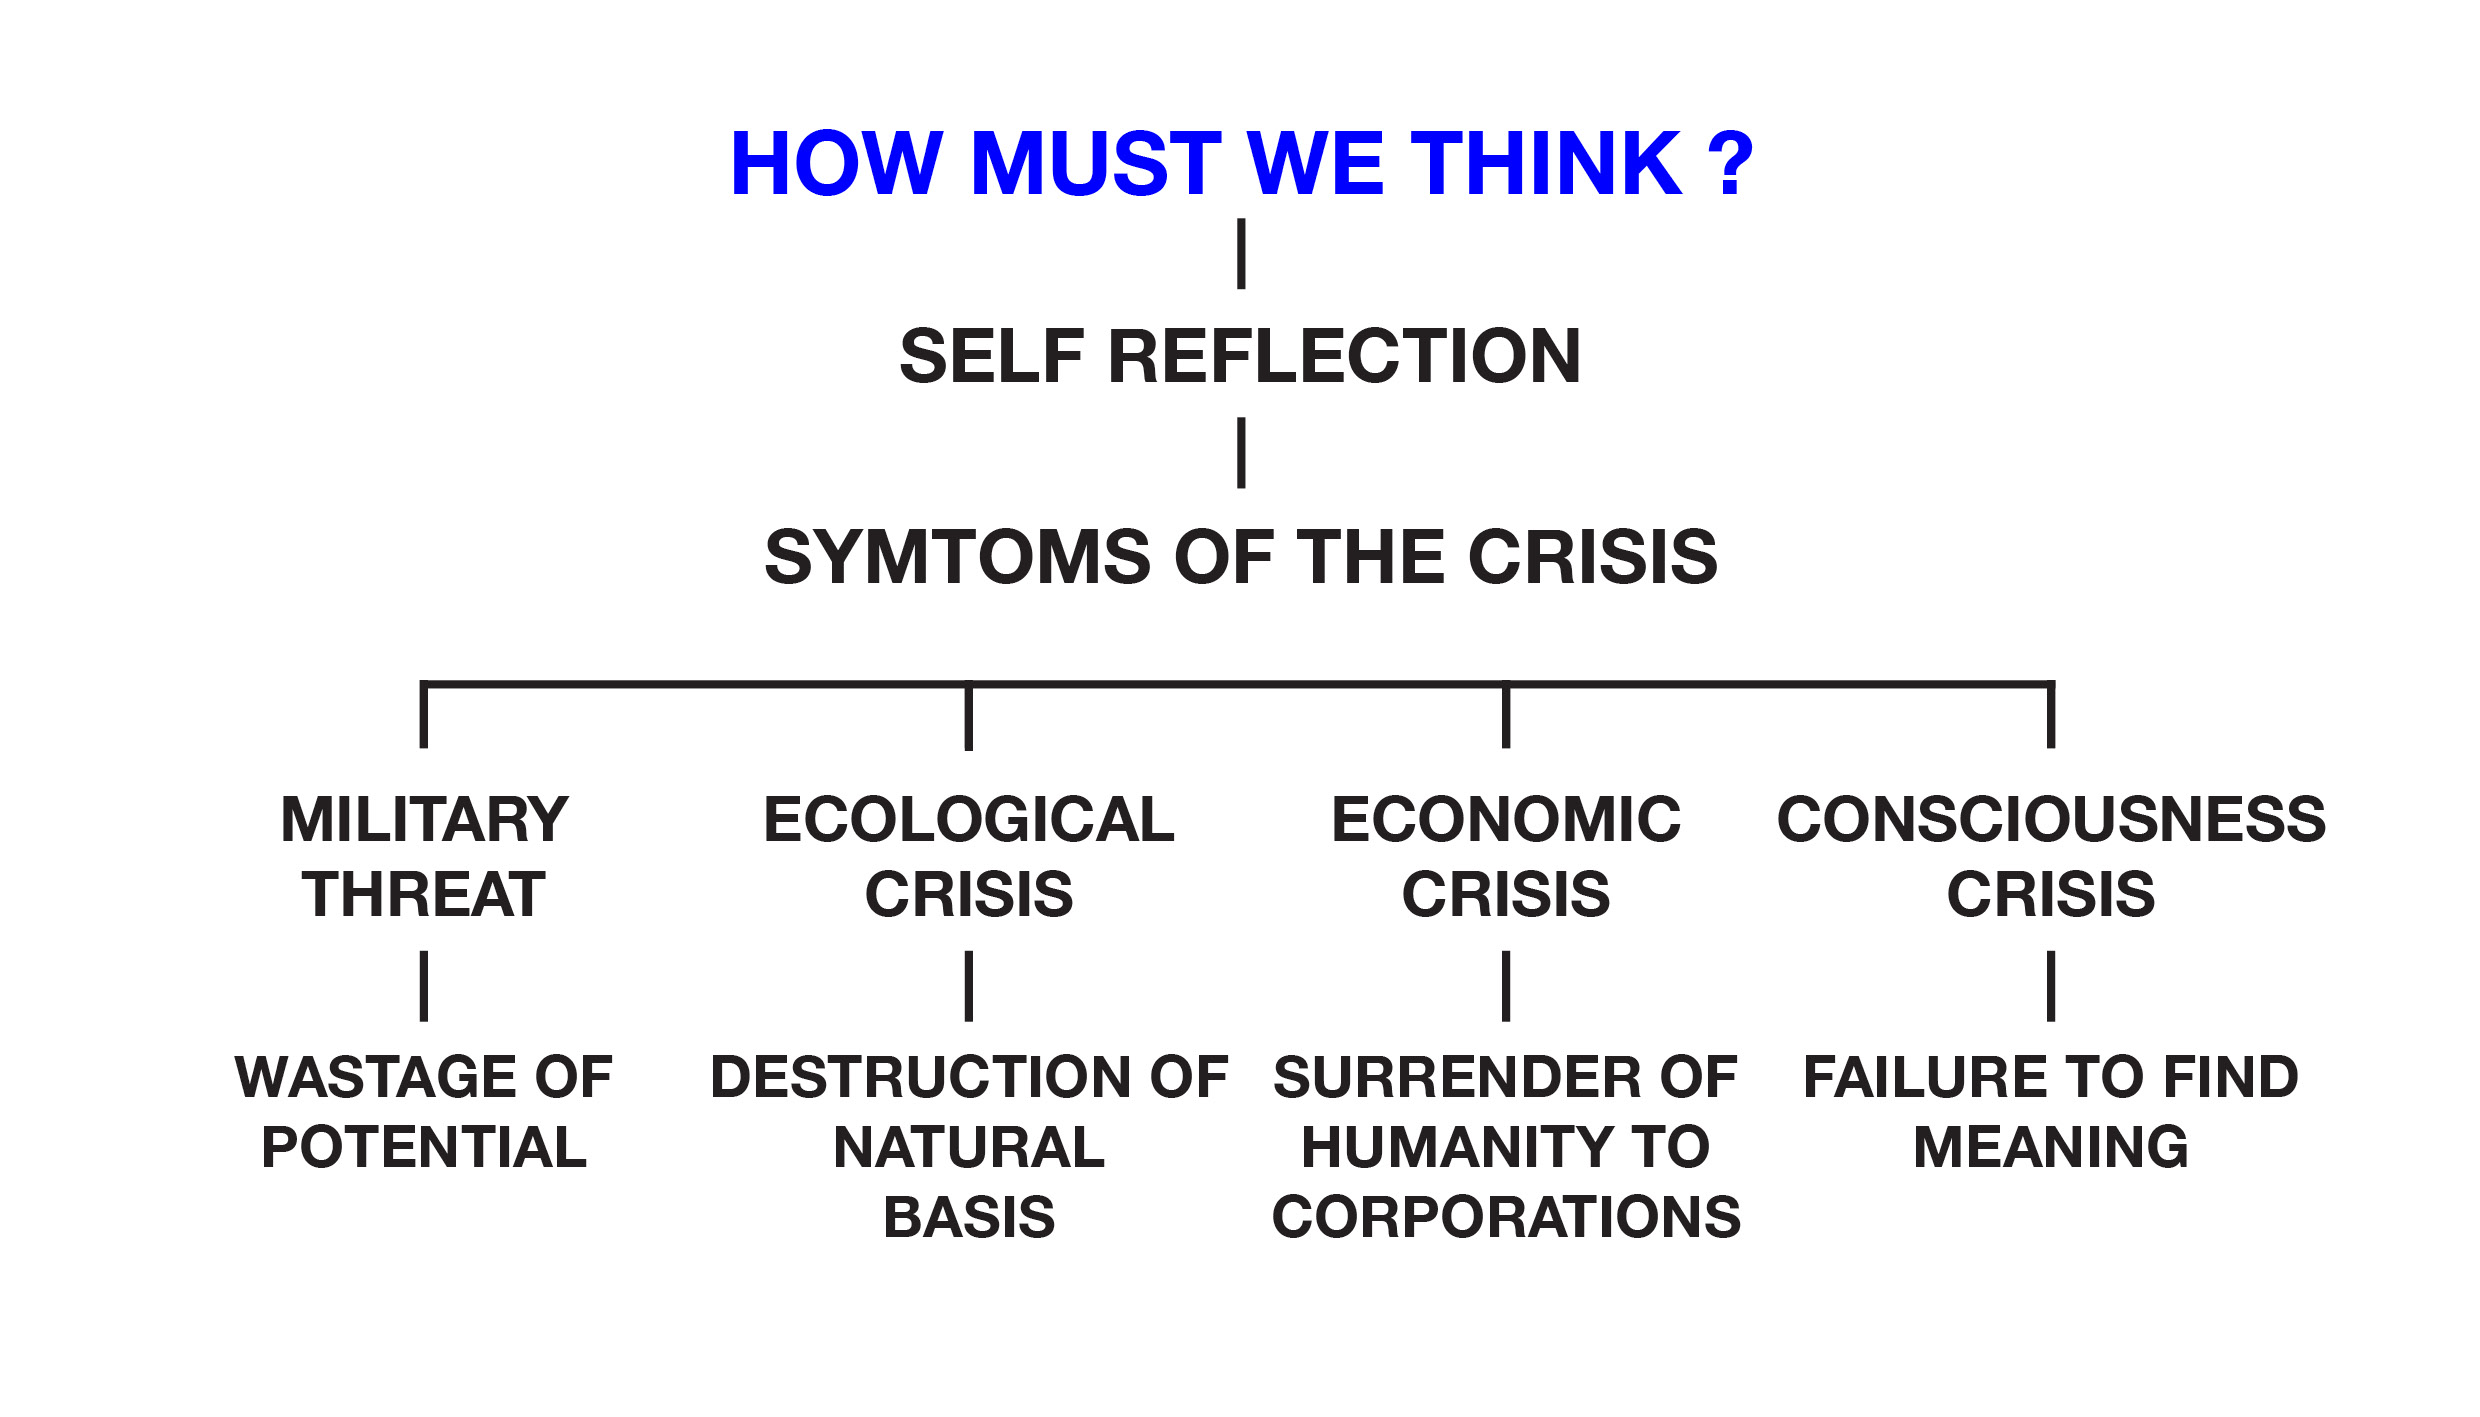 HOW MUST WE THINK ?
SELF REFLECTION
SYMTOMS OF THE CRISIS
MILITARY
THREAT
ECOLOGICAL
CRISIS
ECONOMIC
CRISIS
CONSCIOUSNESS
CRISIS
WASTAGE OF
POTENTIAL
DESTRUCTION OF
NATURAL
BASIS
SURRENDER OF
HUMANITY TO
CORPORATIONS
FAILURE TO FIND
MEANING